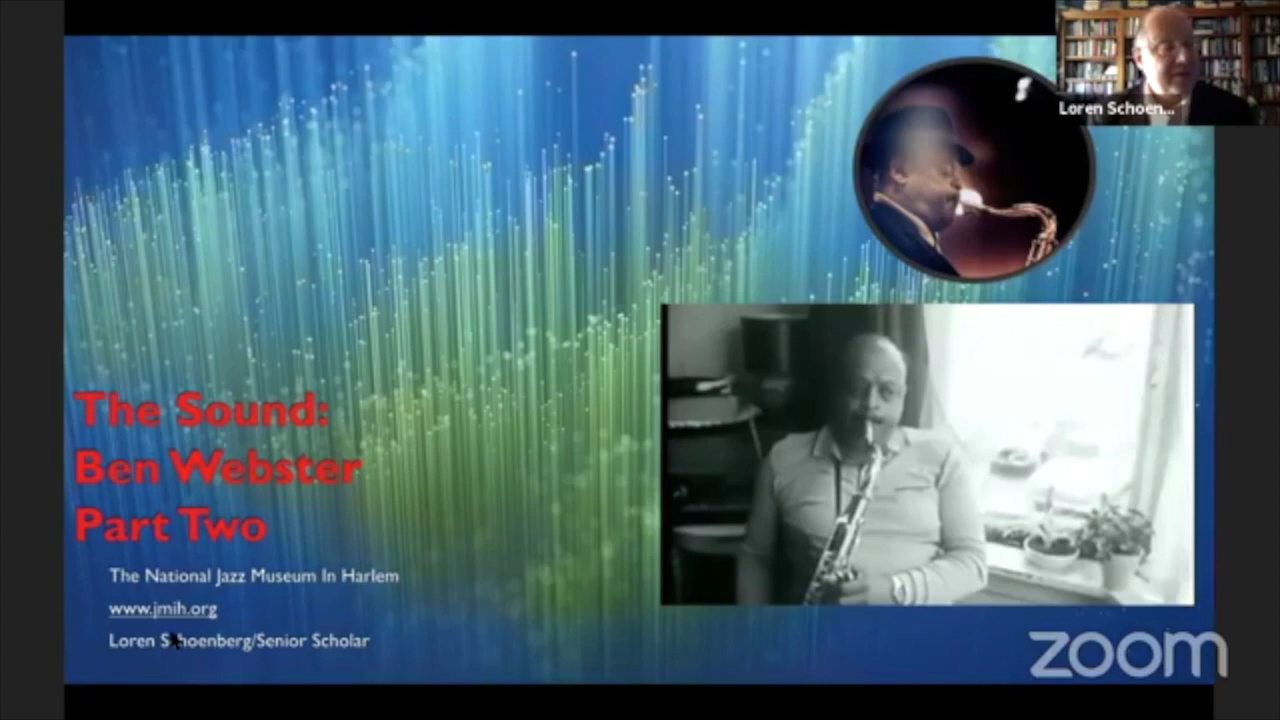 Loren Schoen...
The Sound:
Ben Webster
Part Two
The National Jazz Museum In Harlem
www.jmih.org
Loren Schoenberg/Senior Scholar
zoom